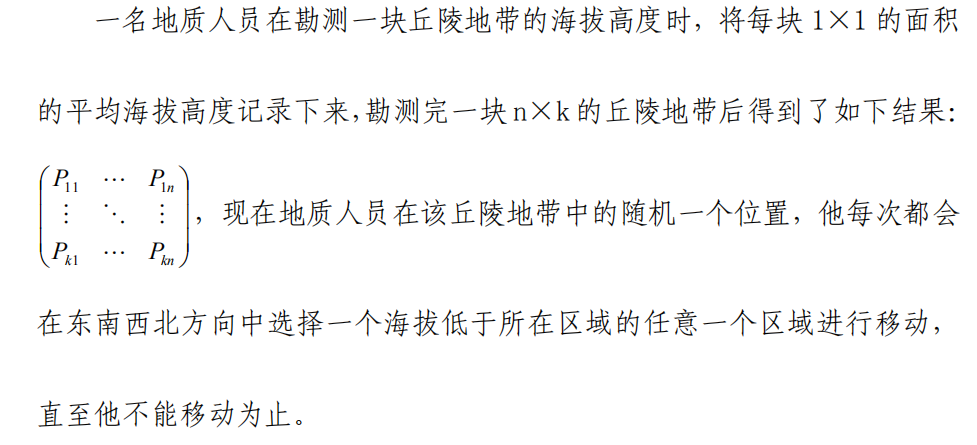 一名地质人员在勘测一块丘陵地带的海拔高度时，将每块 1×1 的面积
的平均海拔高度记录下来，勘测完一块 n×k 的丘陵地带后得到了如下结果：
P11 ⋯ P1n
⋮ ⋱ ⋮
Pk1 ⋯ Pkn
，现在地质人员在该丘陵地带中的随机一个位置，他每次都会
在东南西北方向中选择一个海拔低于所在区域的任意一个区域进行移动，
直至他不能移动为止。